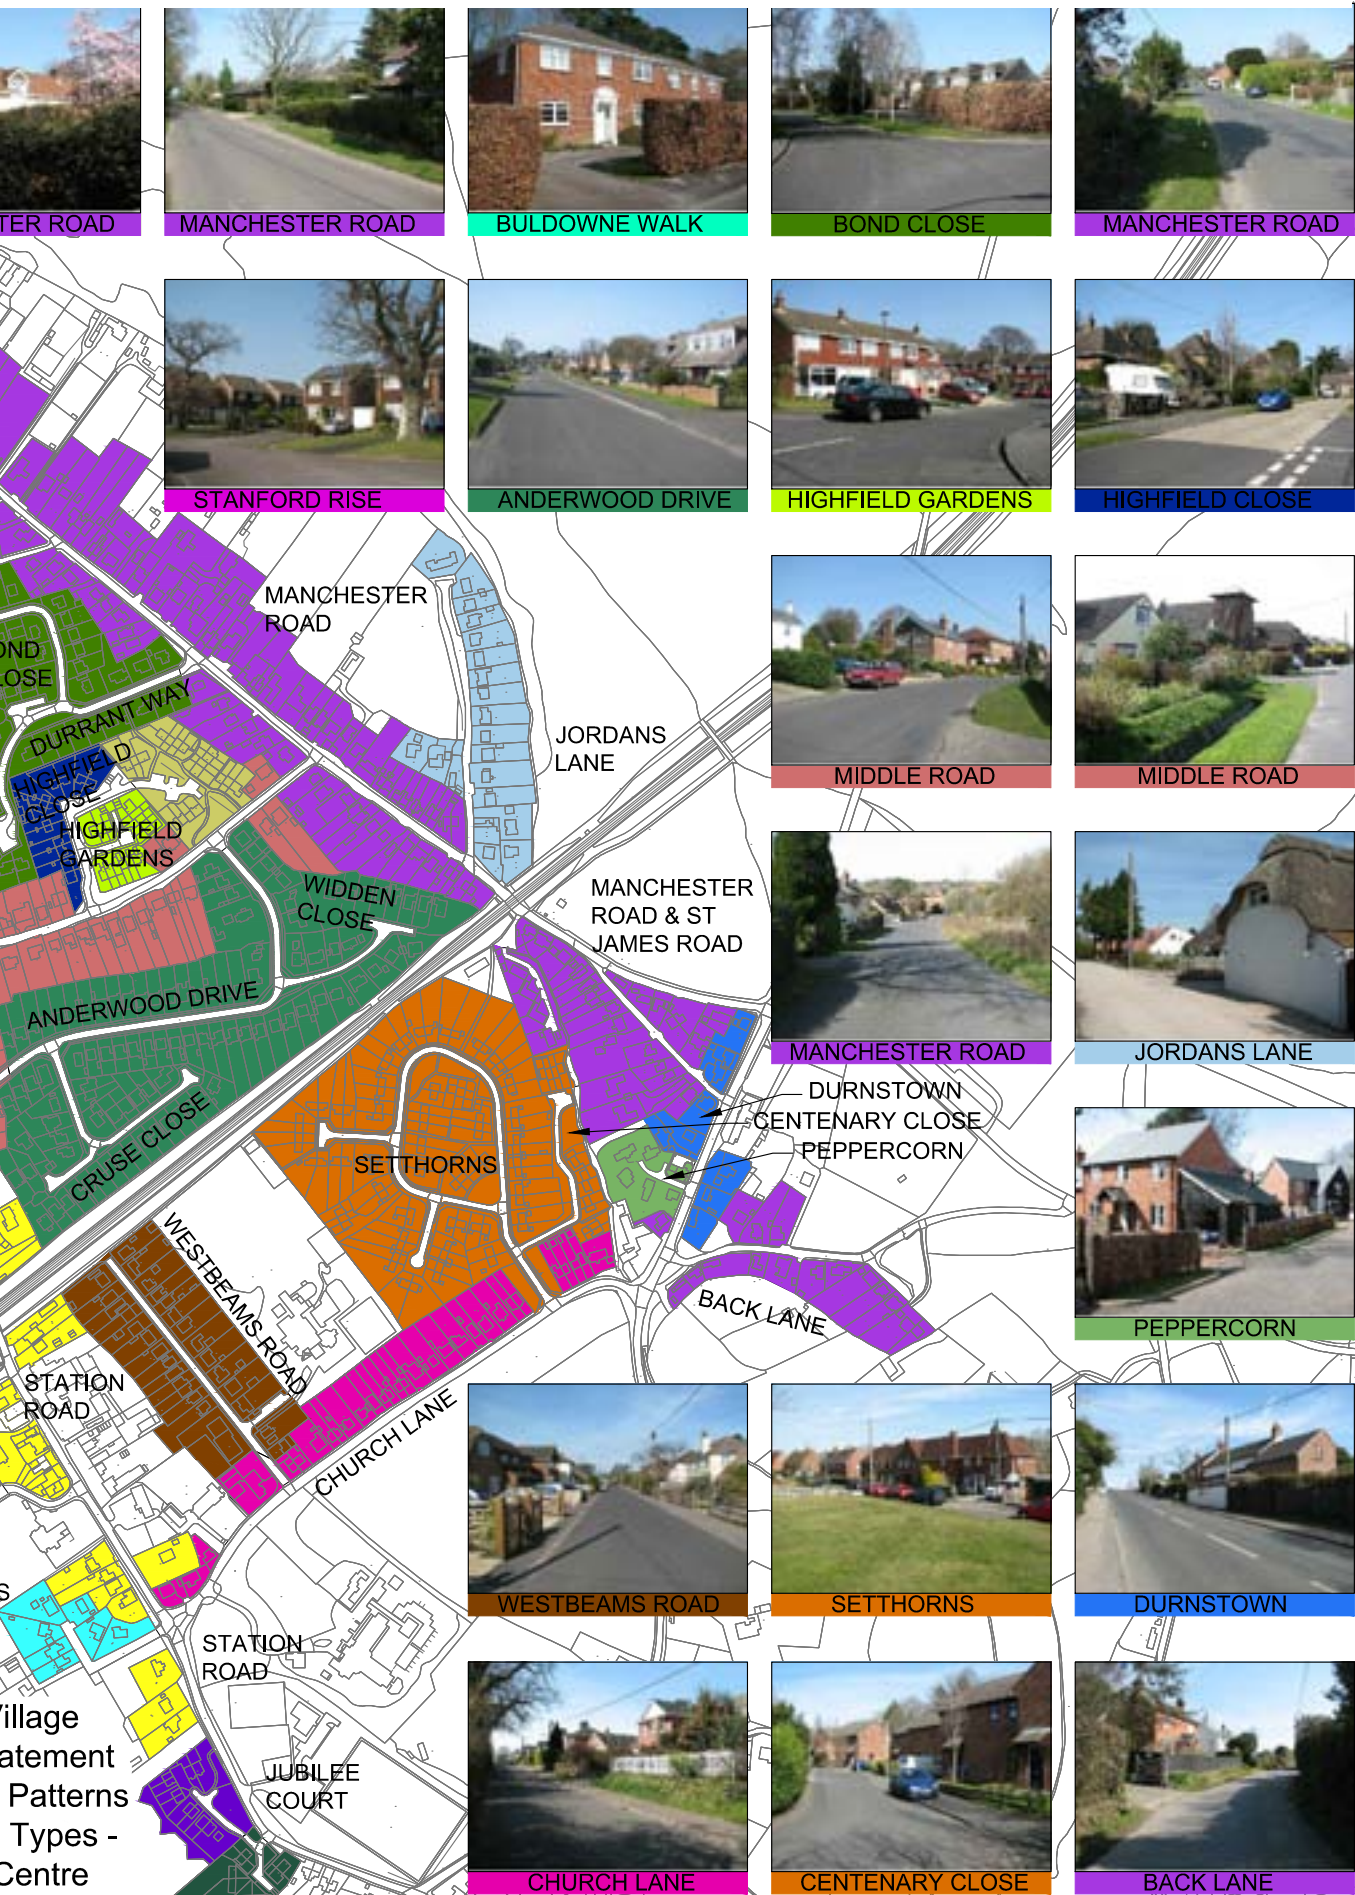 TER ROAD
MANCHESTER ROAD
BULDOWNE WALK
BOND CLOSE
MANCHESTER ROAD
STANFORD RISE
ANDERWOOD DRIVE
HIGHFIELD GARDENS
HIGHFIELD CLOSE
MANCHESTER
ROAD
OND
LOSE
DURRANT WAY
HIGHFIELD
CLOSE
HIGHFIELD
GARDENS
JORDANS
LANE
MIDDLE ROAD
MIDDLE ROAD
WIDDEN
CLOSE
MANCHESTER
ROAD & ST
JAMES ROAD
ANDERWOOD DRIVE
MANCHESTER ROAD
JORDANS LANE
CRUSE CLOSE
DURNSTOWN
CENTENARY CLOSE
PEPPERCORN
SETTHORNS
WESTBEAMS ROAD
BACK LANE
PEPPERCORN
STATION
ROAD
CHURCH LANE
WESTBEAMS ROAD
SETTHORNS
DURNSTOWN
S
STATION
ROAD
Village
atement
Patterns
Types -
Centre
JUBILEE
COURT
CHURCH LANE
CENTENARY CLOSE
BACK LANE